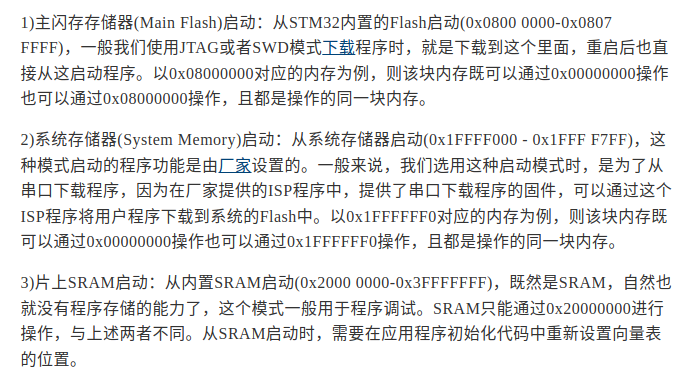 1)主闪存存储器(Main Flash)启动：从STM32内置的Flash启动(0x0800 0000-0x0807
FFFF)，一般我们使用JTAG或者SWD模式下载程序时，就是下载到这个里面，重启后也直
接从这启动程序。以0x08000000对应的内存为例，则该块内存既可以通过0x00000000操作
也可以通过0x08000000操作，且都是操作的同一块内存。
2)系统存储器(System Memory)启动：从系统存储器启动(0x1FFFF000 - 0x1FFF F7FF)，这
种模式启动的程序功能是由厂家设置的。一般来说，我们选用这种启动模式时，是为了从
串口下载程序，因为在厂家提供的ISP程序中，提供了串口下载程序的固件，可以通过这个
ISP程序将用户程序下载到系统的Flash中。以0x1FFFFFF0对应的内存为例，则该块内存既
可以通过0x00000000操作也可以通过0x1FFFFFF0操作，且都是操作的同一块内存。
3)片上SRAM启动：从内置SRAM启动(0x2000 0000-0x3FFFFFFF)，既然是SRAM，自然也
就没有程序存储的能力了，这个模式一般用于程序调试。SRAM只能通过0x20000000进行
操作，与上述两者不同。从SRAM启动时，需要在应用程序初始化代码中重新设置向量表
的位置。